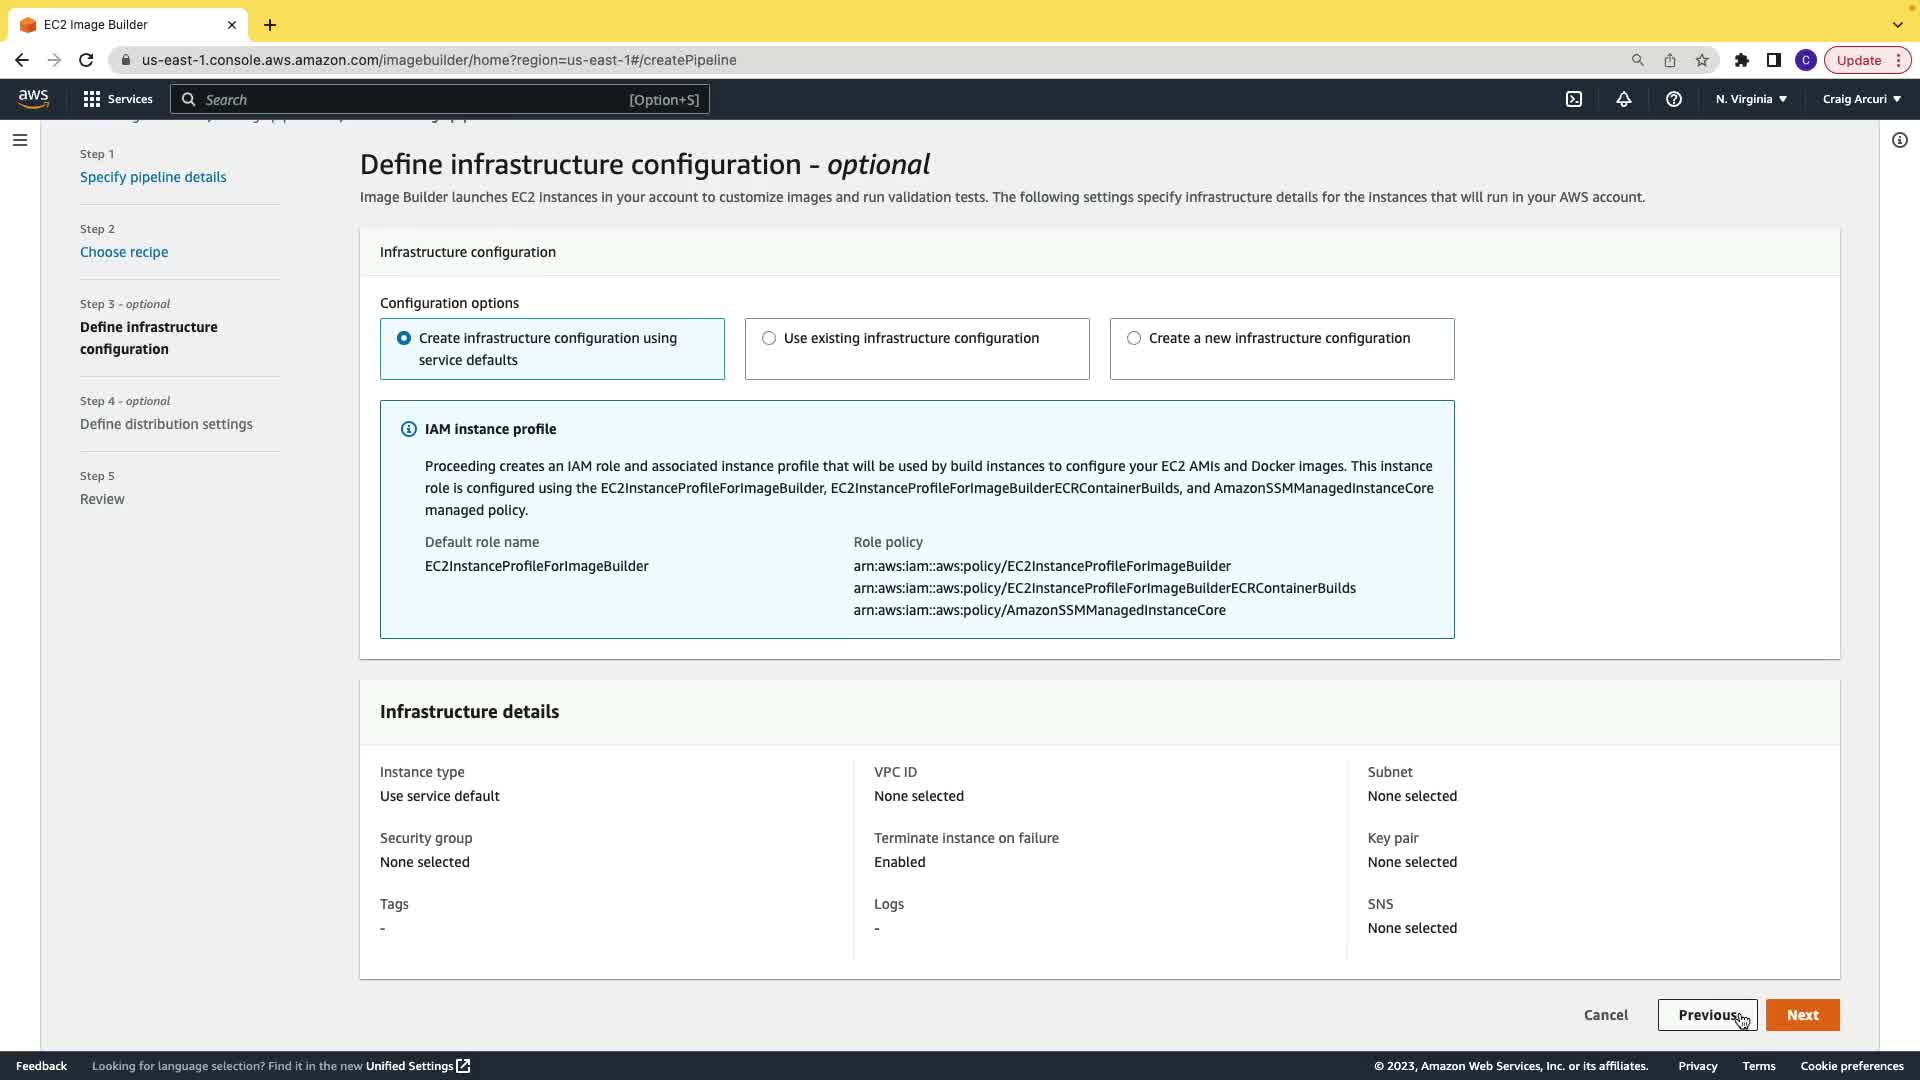 EC2 Image Builder
us-east-1.console.aws.amazon.com/imagebuilder/home?region=us-east-1#/createPipeline
C
Update
aws
Services
Search
[Option+S]
N. Virginia
Craig Arcuri
Step 1
Specify pipeline details
Step 2
Choose recipe
Step 3 - optional
Define infrastructure
configuration
Step 4 - optional
Define distribution settings
Step 5
Review
Define infrastructure configuration - optional
Image Builder launches EC2 instances in your account to customize images and run validation tests. The following settings specify infrastructure details for the instances that will run in your AWS account.
Infrastructure configuration
Configuration options
Create infrastructure configuration using
service defaults
Use existing infrastructure configuration
Create a new infrastructure configuration
IAM instance profile
Proceeding creates an IAM role and associated instance profile that will be used by build instances to configure your EC2 AMIs and Docker images. This instance
role is configured using the EC2InstanceProfileForImageBuilder, EC2InstanceProfileForImageBuilderECRContainerBuilds, and AmazonSSMManagedInstanceCore
managed policy.
Default role name
EC2InstanceProfileForImageBuilder
Role policy
arn:aws:iam::aws:policy/EC2InstanceProfileForImageBuilder
arn:aws:iam::aws:policy/EC2InstanceProfileForImageBuilderECRContainerBuilds
arn:aws:iam::aws:policy/AmazonSSMManagedInstanceCore
Infrastructure details
Instance type
Use service default
VPC ID
None selected
Subnet
None selected
Security group
None selected
Terminate instance on failure
Enabled
Key pair
None selected
Tags
-
Logs
-
SNS
None selected
Cancel
Previous
Next
Feedback
Looking for language selection? Find it in the new Unified Settings
© 2023, Amazon Web Services, Inc. or its affiliates.
Privacy
Terms
Cookie preferences